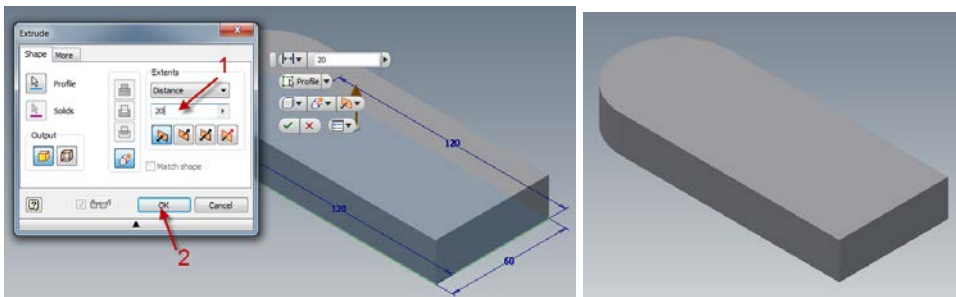 Extrude
Shape More
Profile
Solids
Output
Extents
Distance
20
Match shape
OK
Cancel
1
2
20
Profile
120
120
60